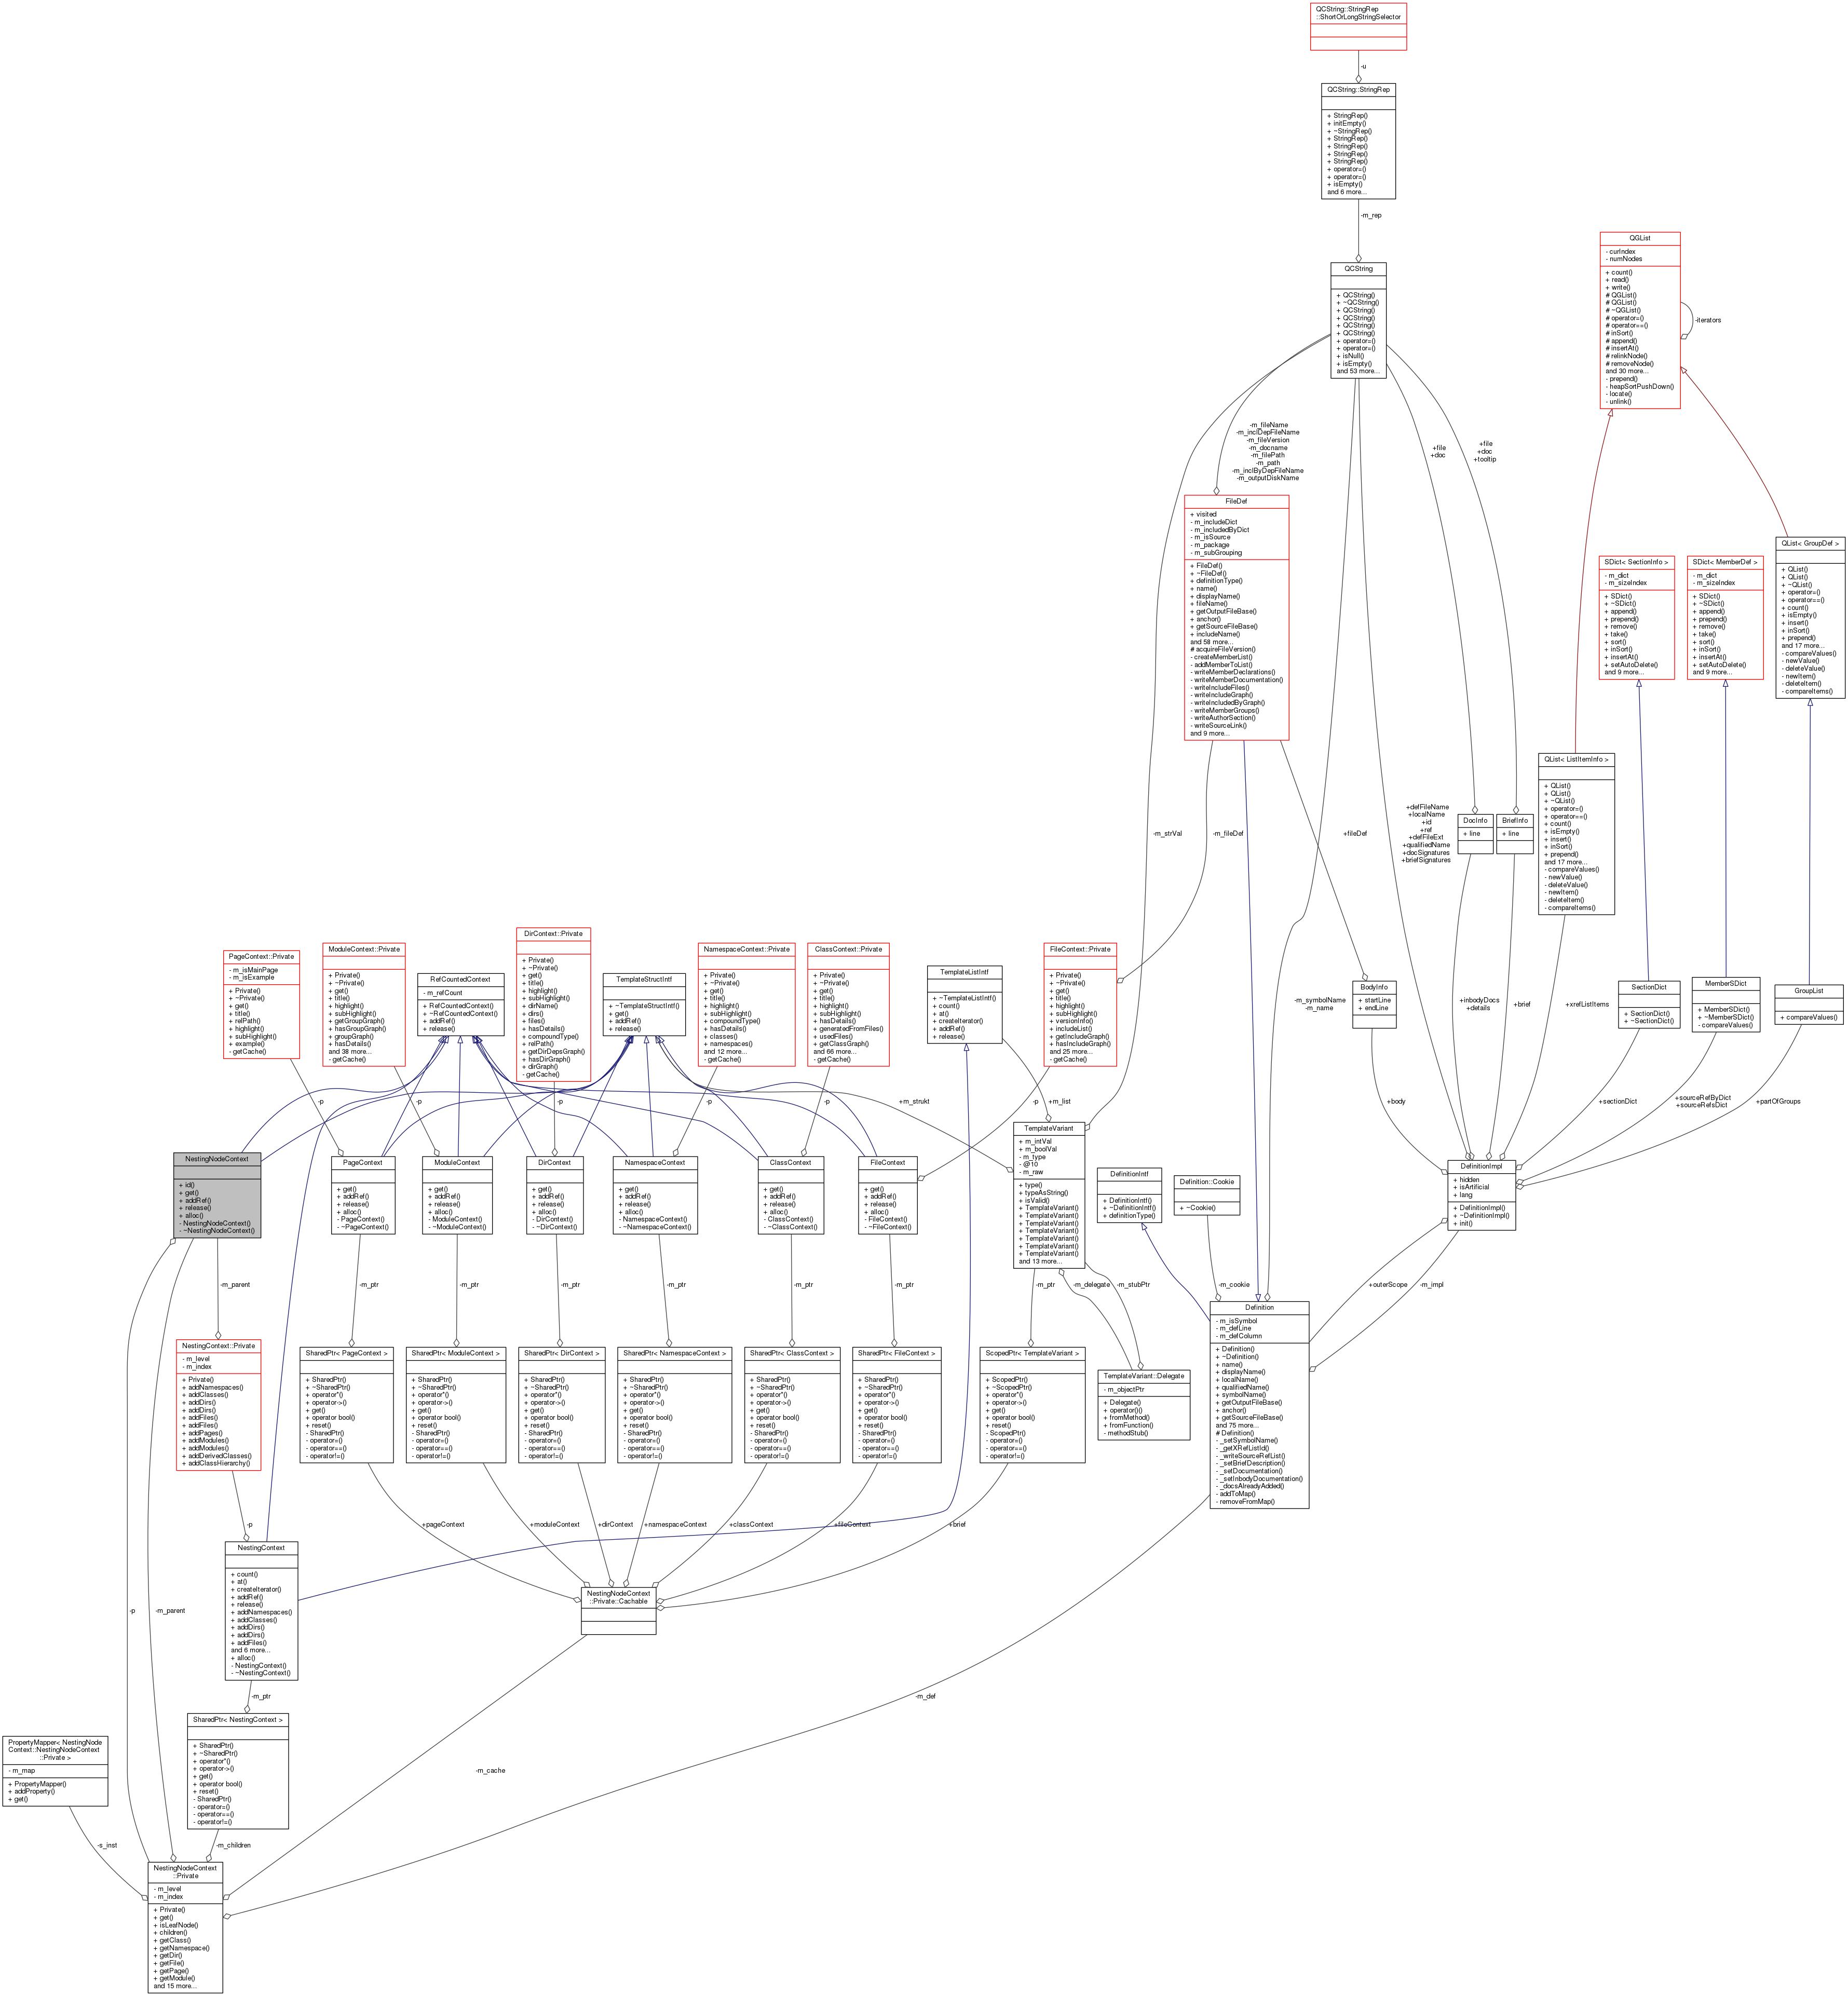 QCString::StringRep
::ShortOrLongStringSelector
-u
QCString::StringRep
+ StringRep()
+ initEmpty()
+ ~StringRep()
+ StringRep()
+ StringRep()
+ StringRep()
+ StringRep()
+ operator=()
+ operator=()
+ isEmpty()
and 6 more...
-m_rep
QCString
+ QCString()
+ ~QCString()
+ QCString()
+ QCString()
+ QCString()
+ QCString()
+ operator=()
+ operator=()
+ isNull()
+ isEmpty()
and 53 more...
QGList
- curIndex
- numNodes
+ count()
+ read()
+ write()
# QGList()
# QGList()
# ~QGList()
# operator=()
# operator==()
# inSort()
# append()
# insertAt()
# relinkNode()
# removeNode()
and 30 more...
- prepend()
- heapSortPushDown()
- locate()
- unlink()
-iterators
-m_fileName
-m_inclDepFileName
-m_fileVersion
-m_docname
-m_filePath
-m_path
-m_inclByDepFileName
-m_outputDiskName
+file
+doc
+file
+doc
+tooltip
FileDef
+ visited
- m_includeDict
- m_includedByDict
- m_isSource
- m_package
- m_subGrouping
+ FileDef()
+ ~FileDef()
+ definitionType()
+ name()
+ displayName()
+ fileName()
+ getOutputFileBase()
+ anchor()
+ getSourceFileBase()
+ includeName()
and 58 more...
# acquireFileVersion()
- createMemberList()
- addMemberToList()
- writeMemberDeclarations()
- writeMemberDocumentation()
- writeIncludeFiles()
- writeIncludeGraph()
- writeIncludedByGraph()
- writeMemberGroups()
- writeAuthorSection()
- writeSourceLink()
and 9 more...
SDict< SectionInfo >
- m_dict
- m_sizeIndex
+ SDict()
+ ~SDict()
+ append()
+ prepend()
+ remove()
+ take()
+ sort()
+ inSort()
+ insertAt()
+ setAutoDelete()
and 9 more...
SDict< MemberDef >
- m_dict
- m_sizeIndex
+ SDict()
+ ~SDict()
+ append()
+ prepend()
+ remove()
+ take()
+ sort()
+ inSort()
+ insertAt()
+ setAutoDelete()
and 9 more...
QList< GroupDef >
+ QList()
+ QList()
+ ~QList()
+ operator=()
+ operator==()
+ count()
+ isEmpty()
+ insert()
+ inSort()
+ prepend()
and 17 more...
- compareValues()
- newValue()
- deleteValue()
- newItem()
- deleteItem()
- compareItems()
QList< ListItemInfo >
+ QList()
+ QList()
+ ~QList()
+ operator=()
+ operator==()
+ count()
+ isEmpty()
+ insert()
+ inSort()
+ prepend()
and 17 more...
- compareValues()
- newValue()
- deleteValue()
- newItem()
- deleteItem()
- compareItems()
-m_strVal
-m_fileDef
+fileDef
+defFileName
+localName
+id
+ref
+defFileExt
+qualifiedName
+docSignatures
+briefSignatures
DocInfo
+ line
BriefInfo
+ line
PageContext::Private
- m_isMainPage
- m_isExample
+ Private()
+ ~Private()
+ get()
+ title()
+ relPath()
+ highlight()
+ subHighlight()
+ example()
- getCache()
ModuleContext::Private
+ Private()
+ ~Private()
+ get()
+ title()
+ highlight()
+ subHighlight()
+ getGroupGraph()
+ hasGroupGraph()
+ groupGraph()
+ hasDetails()
and 38 more...
- getCache()
RefCountedContext
- m_refCount
+ RefCountedContext()
+ ~RefCountedContext()
+ addRef()
+ release()
DirContext::Private
+ Private()
+ ~Private()
+ get()
+ title()
+ highlight()
+ subHighlight()
+ dirName()
+ dirs()
+ files()
+ hasDetails()
+ compoundType()
+ relPath()
+ getDirDepsGraph()
+ hasDirGraph()
+ dirGraph()
- getCache()
TemplateStructIntf
+ ~TemplateStructIntf()
+ get()
+ addRef()
+ release()
NamespaceContext::Private
+ Private()
+ ~Private()
+ get()
+ title()
+ highlight()
+ subHighlight()
+ compoundType()
+ hasDetails()
+ classes()
+ namespaces()
and 12 more...
- getCache()
ClassContext::Private
+ Private()
+ ~Private()
+ get()
+ title()
+ highlight()
+ subHighlight()
+ hasDetails()
+ generatedFromFiles()
+ usedFiles()
+ getClassGraph()
and 66 more...
- getCache()
TemplateListIntf
+ ~TemplateListIntf()
+ count()
+ at()
+ createIterator()
+ addRef()
+ release()
FileContext::Private
+ Private()
+ ~Private()
+ get()
+ title()
+ highlight()
+ subHighlight()
+ versionInfo()
+ includeList()
+ getIncludeGraph()
+ hasIncludeGraph()
and 25 more...
- getCache()
-m_symbolName
-m_name
BodyInfo
+ startLine
+ endLine
+inbodyDocs
+details
+brief
+xrefListItems
SectionDict
+ SectionDict()
+ ~SectionDict()
MemberSDict
+ MemberSDict()
+ ~MemberSDict()
- compareValues()
GroupList
+ compareValues()
-p
-p
-p
-p
-p
-p
+m_strukt
+m_list
+body
+sectionDict
+sourceRefByDict
+sourceRefsDict
+partOfGroups
NestingNodeContext
+ id()
+ get()
+ addRef()
+ release()
+ alloc()
- NestingNodeContext()
- ~NestingNodeContext()
PageContext
+ get()
+ addRef()
+ release()
+ alloc()
- PageContext()
- ~PageContext()
ModuleContext
+ get()
+ addRef()
+ release()
+ alloc()
- ModuleContext()
- ~ModuleContext()
DirContext
+ get()
+ addRef()
+ release()
+ alloc()
- DirContext()
- ~DirContext()
NamespaceContext
+ get()
+ addRef()
+ release()
+ alloc()
- NamespaceContext()
- ~NamespaceContext()
ClassContext
+ get()
+ addRef()
+ release()
+ alloc()
- ClassContext()
- ~ClassContext()
FileContext
+ get()
+ addRef()
+ release()
+ alloc()
- FileContext()
- ~FileContext()
TemplateVariant
+ m_intVal
+ m_boolVal
- m_type
- @10
- m_raw
+ type()
+ typeAsString()
+ isValid()
+ TemplateVariant()
+ TemplateVariant()
+ TemplateVariant()
+ TemplateVariant()
+ TemplateVariant()
+ TemplateVariant()
+ TemplateVariant()
and 13 more...
DefinitionIntf
+ DefinitionIntf()
+ ~DefinitionIntf()
+ definitionType()
Definition::Cookie
+ ~Cookie()
DefinitionImpl
+ hidden
+ isArtificial
+ lang
+ DefinitionImpl()
+ ~DefinitionImpl()
+ init()
-m_parent
-m_ptr
-m_ptr
-m_ptr
-m_ptr
-m_ptr
-m_ptr
-m_ptr
-m_delegate
-m_stubPtr
-m_cookie
+outerScope
-m_impl
NestingContext::Private
- m_level
- m_index
+ Private()
+ addNamespaces()
+ addClasses()
+ addDirs()
+ addDirs()
+ addFiles()
+ addFiles()
+ addPages()
+ addModules()
+ addModules()
+ addDerivedClasses()
+ addClassHierarchy()
SharedPtr< PageContext >
+ SharedPtr()
+ ~SharedPtr()
+ operator*()
+ operator->()
+ get()
+ operator bool()
+ reset()
- SharedPtr()
- operator=()
- operator==()
- operator!=()
SharedPtr< ModuleContext >
+ SharedPtr()
+ ~SharedPtr()
+ operator*()
+ operator->()
+ get()
+ operator bool()
+ reset()
- SharedPtr()
- operator=()
- operator==()
- operator!=()
SharedPtr< DirContext >
+ SharedPtr()
+ ~SharedPtr()
+ operator*()
+ operator->()
+ get()
+ operator bool()
+ reset()
- SharedPtr()
- operator=()
- operator==()
- operator!=()
SharedPtr< NamespaceContext >
+ SharedPtr()
+ ~SharedPtr()
+ operator*()
+ operator->()
+ get()
+ operator bool()
+ reset()
- SharedPtr()
- operator=()
- operator==()
- operator!=()
SharedPtr< ClassContext >
+ SharedPtr()
+ ~SharedPtr()
+ operator*()
+ operator->()
+ get()
+ operator bool()
+ reset()
- SharedPtr()
- operator=()
- operator==()
- operator!=()
SharedPtr< FileContext >
+ SharedPtr()
+ ~SharedPtr()
+ operator*()
+ operator->()
+ get()
+ operator bool()
+ reset()
- SharedPtr()
- operator=()
- operator==()
- operator!=()
ScopedPtr< TemplateVariant >
+ ScopedPtr()
+ ~ScopedPtr()
+ operator*()
+ operator->()
+ get()
+ operator bool()
+ reset()
- ScopedPtr()
- operator=()
- operator==()
- operator!=()
TemplateVariant::Delegate
- m_objectPtr
+ Delegate()
+ operator()()
+ fromMethod()
+ fromFunction()
- methodStub()
Definition
- m_isSymbol
- m_defLine
- m_defColumn
+ Definition()
+ ~Definition()
+ name()
+ displayName()
+ localName()
+ qualifiedName()
+ symbolName()
+ getOutputFileBase()
+ anchor()
+ getSourceFileBase()
and 75 more...
# Definition()
- _setSymbolName()
- _getXRefListId()
- _writeSourceRefList()
- _setBriefDescription()
- _setDocumentation()
- _setInbodyDocumentation()
- _docsAlreadyAdded()
- addToMap()
- removeFromMap()
-p
+pageContext
+moduleContext
+dirContext
+namespaceContext
+classContext
+fileContext
+brief
NestingContext
+ count()
+ at()
+ createIterator()
+ addRef()
+ release()
+ addNamespaces()
+ addClasses()
+ addDirs()
+ addDirs()
+ addFiles()
and 6 more...
+ alloc()
- NestingContext()
- ~NestingContext()
NestingNodeContext
::Private::Cachable
-p
-m_parent
-m_ptr
-m_def
SharedPtr< NestingContext >
+ SharedPtr()
+ ~SharedPtr()
+ operator*()
+ operator->()
+ get()
+ operator bool()
+ reset()
- SharedPtr()
- operator=()
- operator==()
- operator!=()
PropertyMapper< NestingNode
Context::NestingNodeContext
::Private >
- m_map
+ PropertyMapper()
+ addProperty()
+ get()
-m_cache
-s_inst
-m_children
NestingNodeContext
::Private
- m_level
- m_index
+ Private()
+ get()
+ isLeafNode()
+ children()
+ getClass()
+ getNamespace()
+ getDir()
+ getFile()
+ getPage()
+ getModule()
and 15 more...